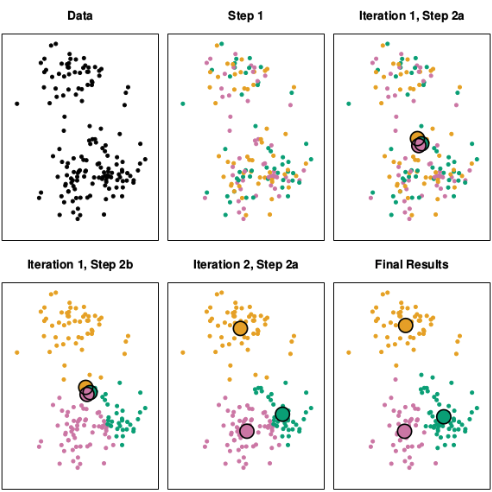 Data
Step 1
Iteration 1, Step 2a
Iteration 1, Step 2b
Iteration 2, Step 2a
Final Results